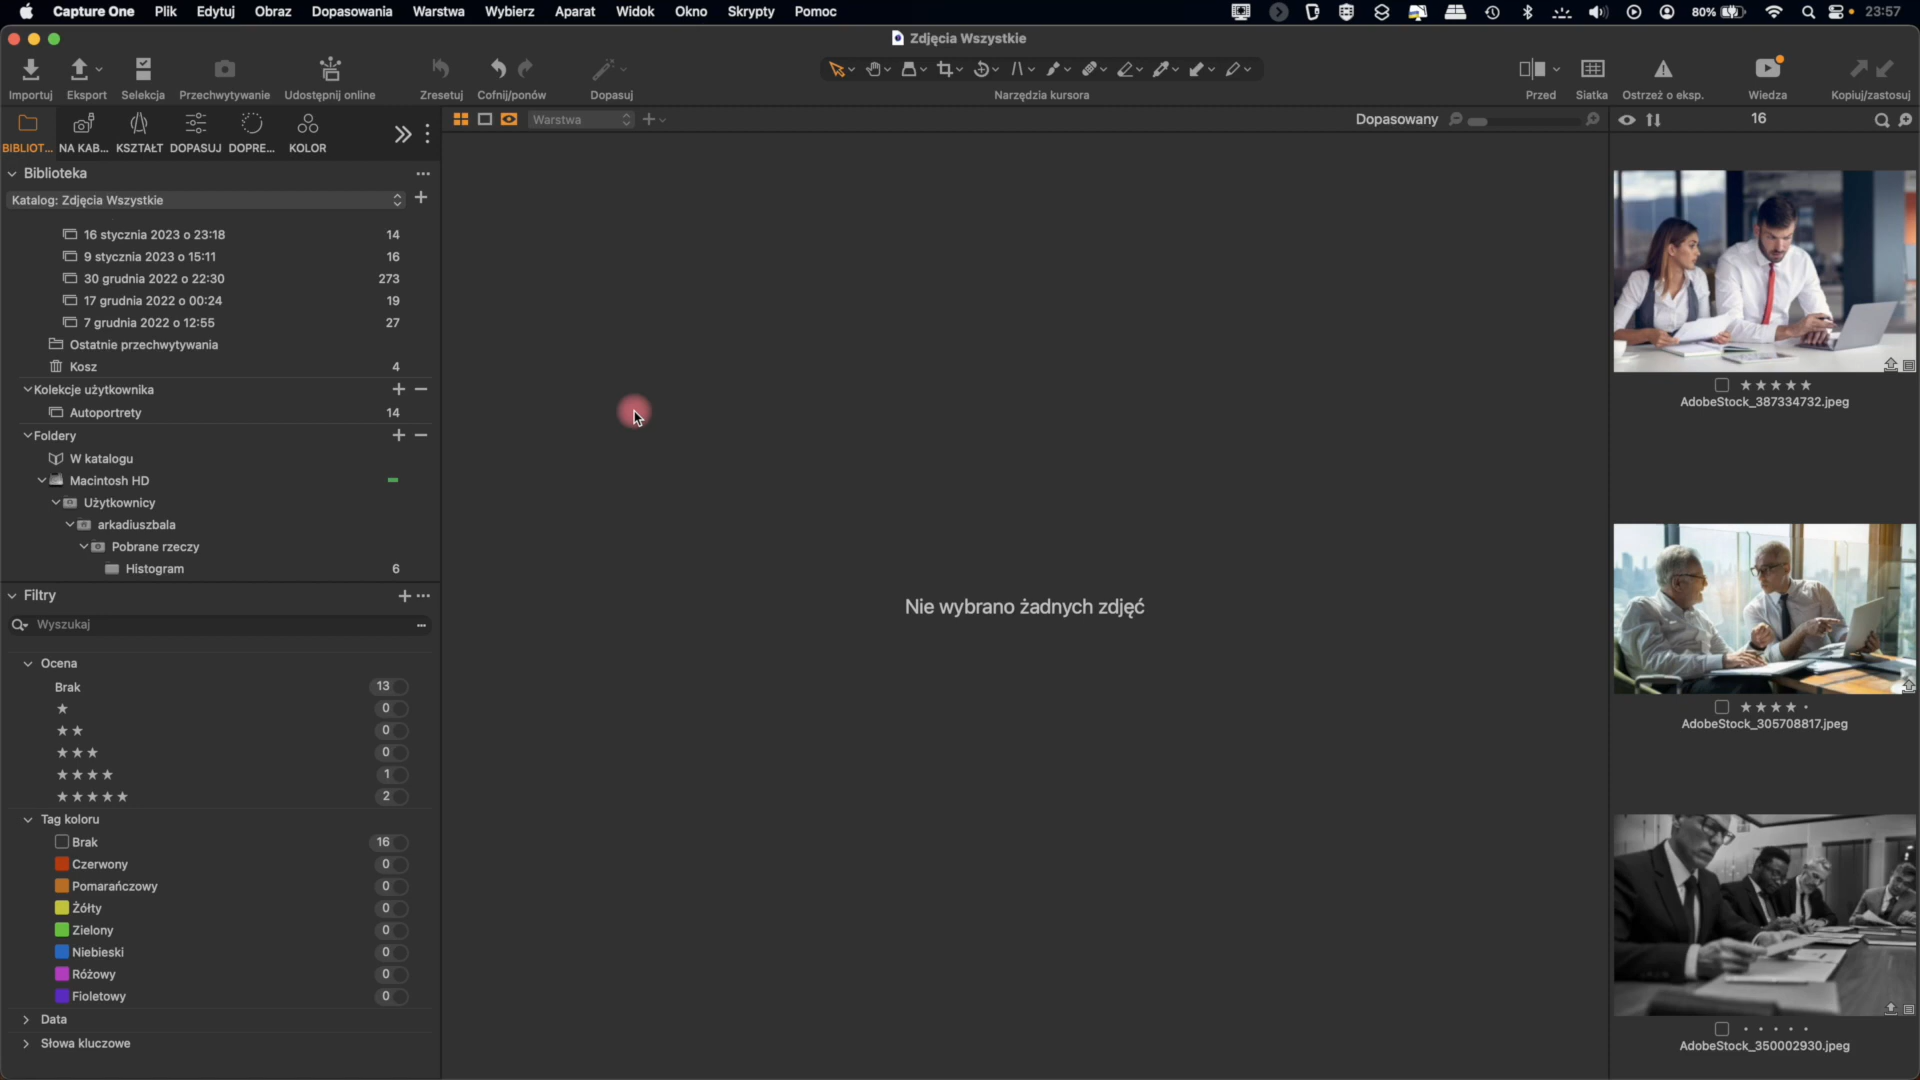 Capture One Plik Edytuj Obraz Dopasowania Warstwa Wybierz Aparat Widok Okno Skrypty Pomoc 80% 23:57
Zdjęcia Wszystkie
Importuj Eksport Selekcja Przechwytywanie Udostępnij online Zresetuj Cofnij/ponów Dopasuj Narzędzia kursora Przed Siatka Ostrzeż o eksp. Wiedza Kopiuj/zastosuj
BIBLIOT... NA KAB... KSZTAŁT DOPASUJ DOPRE... KOLOR
Warstwa Dopasowany 16
Biblioteka
Katalog: Zdjęcia Wszystkie
16 stycznia 2023 o 23:18 14
9 stycznia 2023 o 15:11 16
30 grudnia 2022 o 22:30 273
17 grudnia 2022 o 00:24 19
7 grudnia 2022 o 12:55 27
Ostatnie przechwytywania
Kosz 4
Kolekcje użytkownika
Autoportrety 14
Foldery
W katalogu
Macintosh HD
Użytkownicy
arkadiuszbala
Pobrane rzeczy
Histogram 6
Filtry
Wyszukaj
Ocena
Brak 13
0
0
0
1
2
Tag koloru
Brak 16
Czerwony 0
Pomarańczowy 0
Żółty 0
Zielony 0
Niebieski 0
Różowy 0
Fioletowy 0
Data
Słowa kluczowe
Nie wybrano żadnych zdjęć
AdobeStock_387334732.jpeg
AdobeStock_305708817.jpeg
AdobeStock_350002930.jpeg